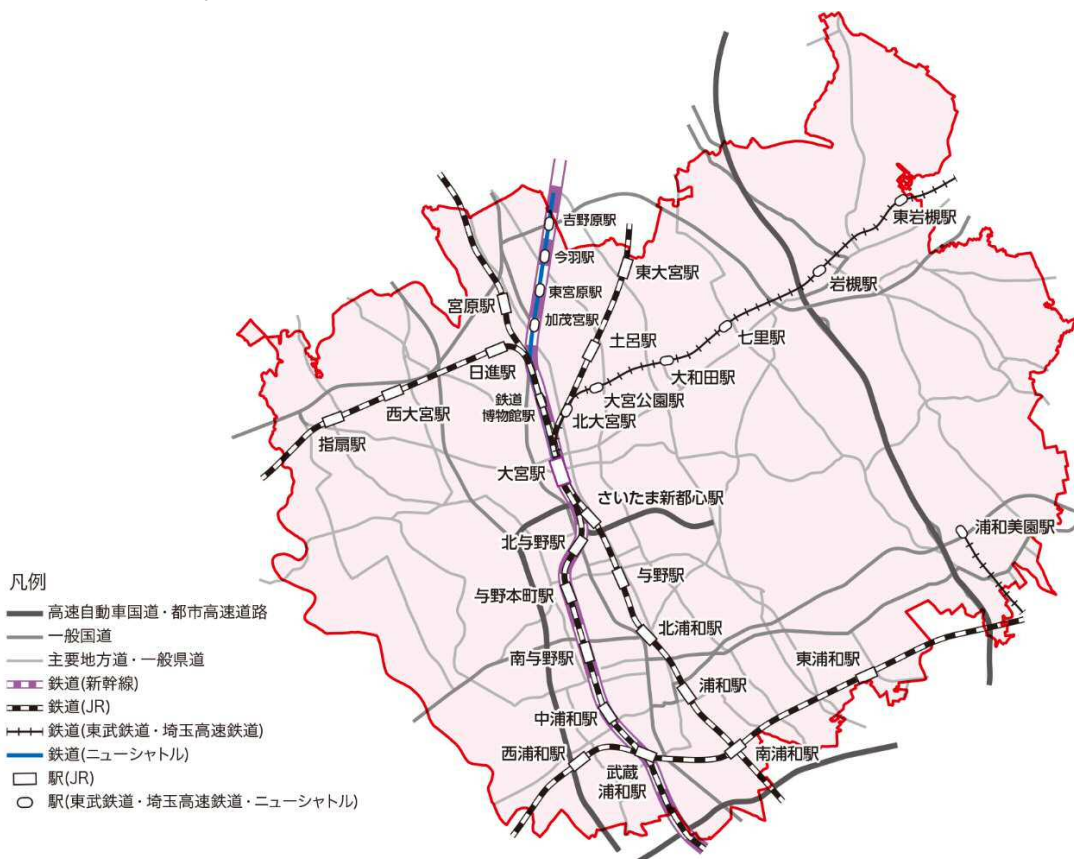 吉野原駅
今羽駅
東宮原駅
加茂宮駅
宮原駅
東大宮駅
東岩槻駅
岩槻駅
土呂駅
七里駅
日進駅
大和田駅
鉄道
博物館駅
大宮公園駅
西大宮駅
北大宮駅
指扇駅
大宮駅
さいたま新都心駅
浦和美園駅
北与野駅
与野駅
与野本町駅
北浦和駅
南与野駅
東浦和駅
浦和駅
中浦和駅
西浦和駅
武蔵
浦和駅
南浦和駅
凡例
高速自動車国道・都市高速道路
一般国道
主要地方道・一般県道
鉄道(新幹線)
鉄道(JR)
鉄道(東武鉄道・埼玉高速鉄道)
鉄道(ニューシャトル)
駅(JR)
駅(東武鉄道・埼玉高速鉄道・ニューシャトル)